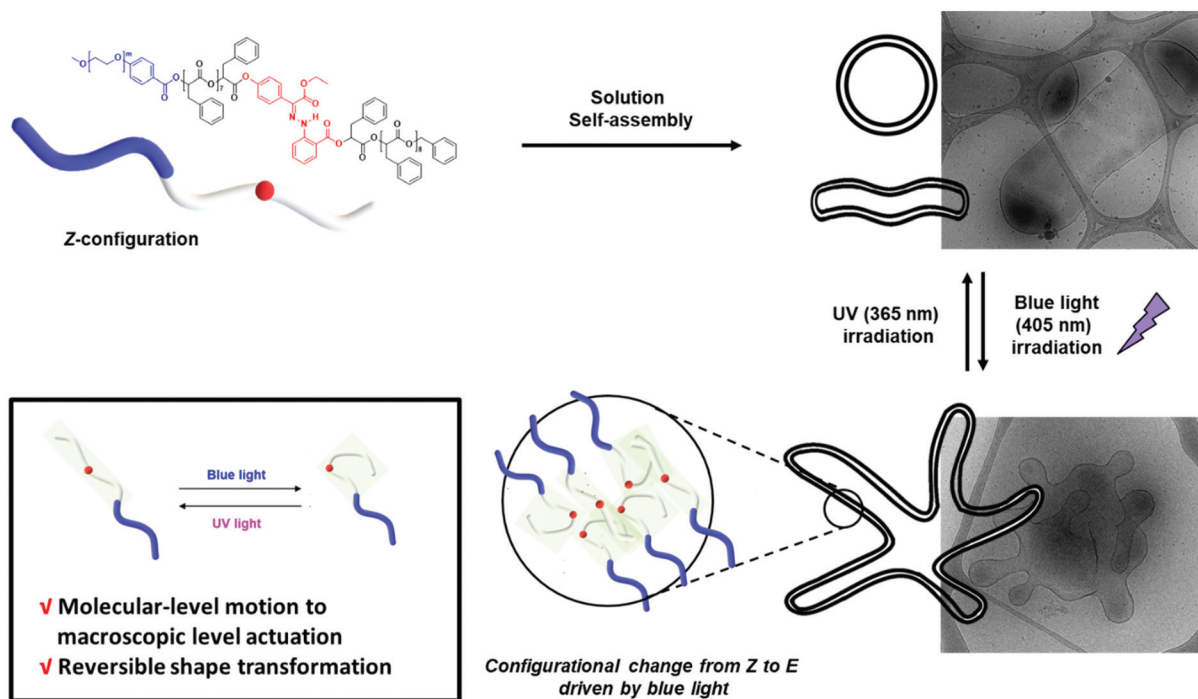 Solution
Self-assembly
Z-configuration
UV (365 nm)
irradiation
Blue light
(405 nm)
irradiation
Blue light
UV light
√ Molecular-level motion to
macroscopic level actuation
√ Reversible shape transformation
Configurational change from Z to E
driven by blue light